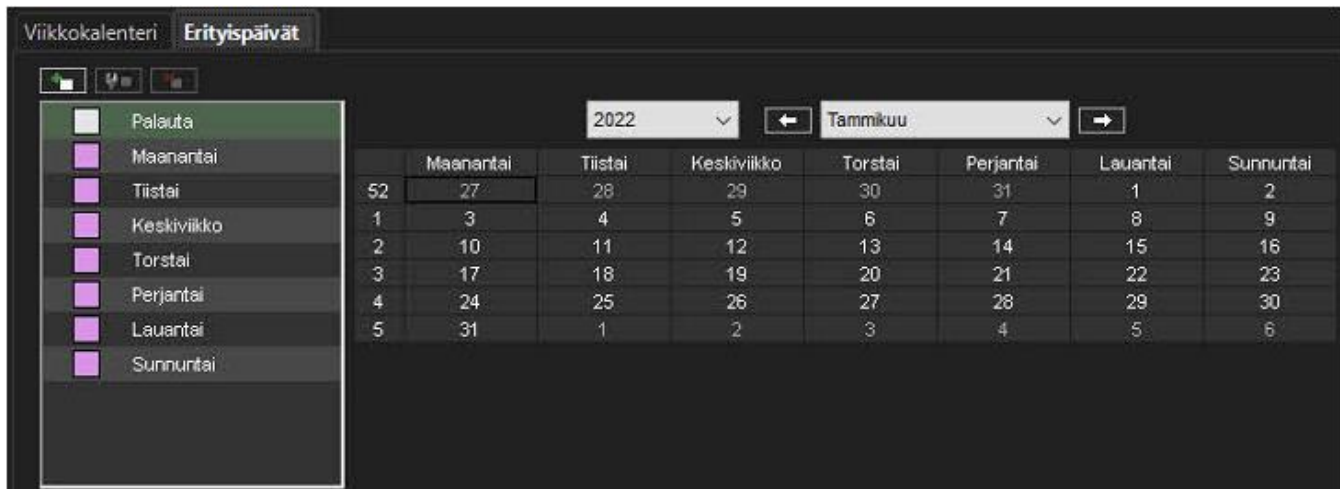 Viikkokalenteri Erityispäivät
Palauta
Maanantai
Tiistai
Keskiviikko
Torstai
Perjantai
Lauantai
Sunnuntai
2022 Tammikuu
Maanantai Tiistai Keskiviikko Torstai Perjantai Lauantai Sunnuntai
52 27 28 29 30 31 1 2
1 3 4 5 6 7 8 9
2 10 11 12 13 14 15 16
3 17 18 19 20 21 22 23
4 24 25 26 27 28 29 30
5 31 1 2 3 4 5 6